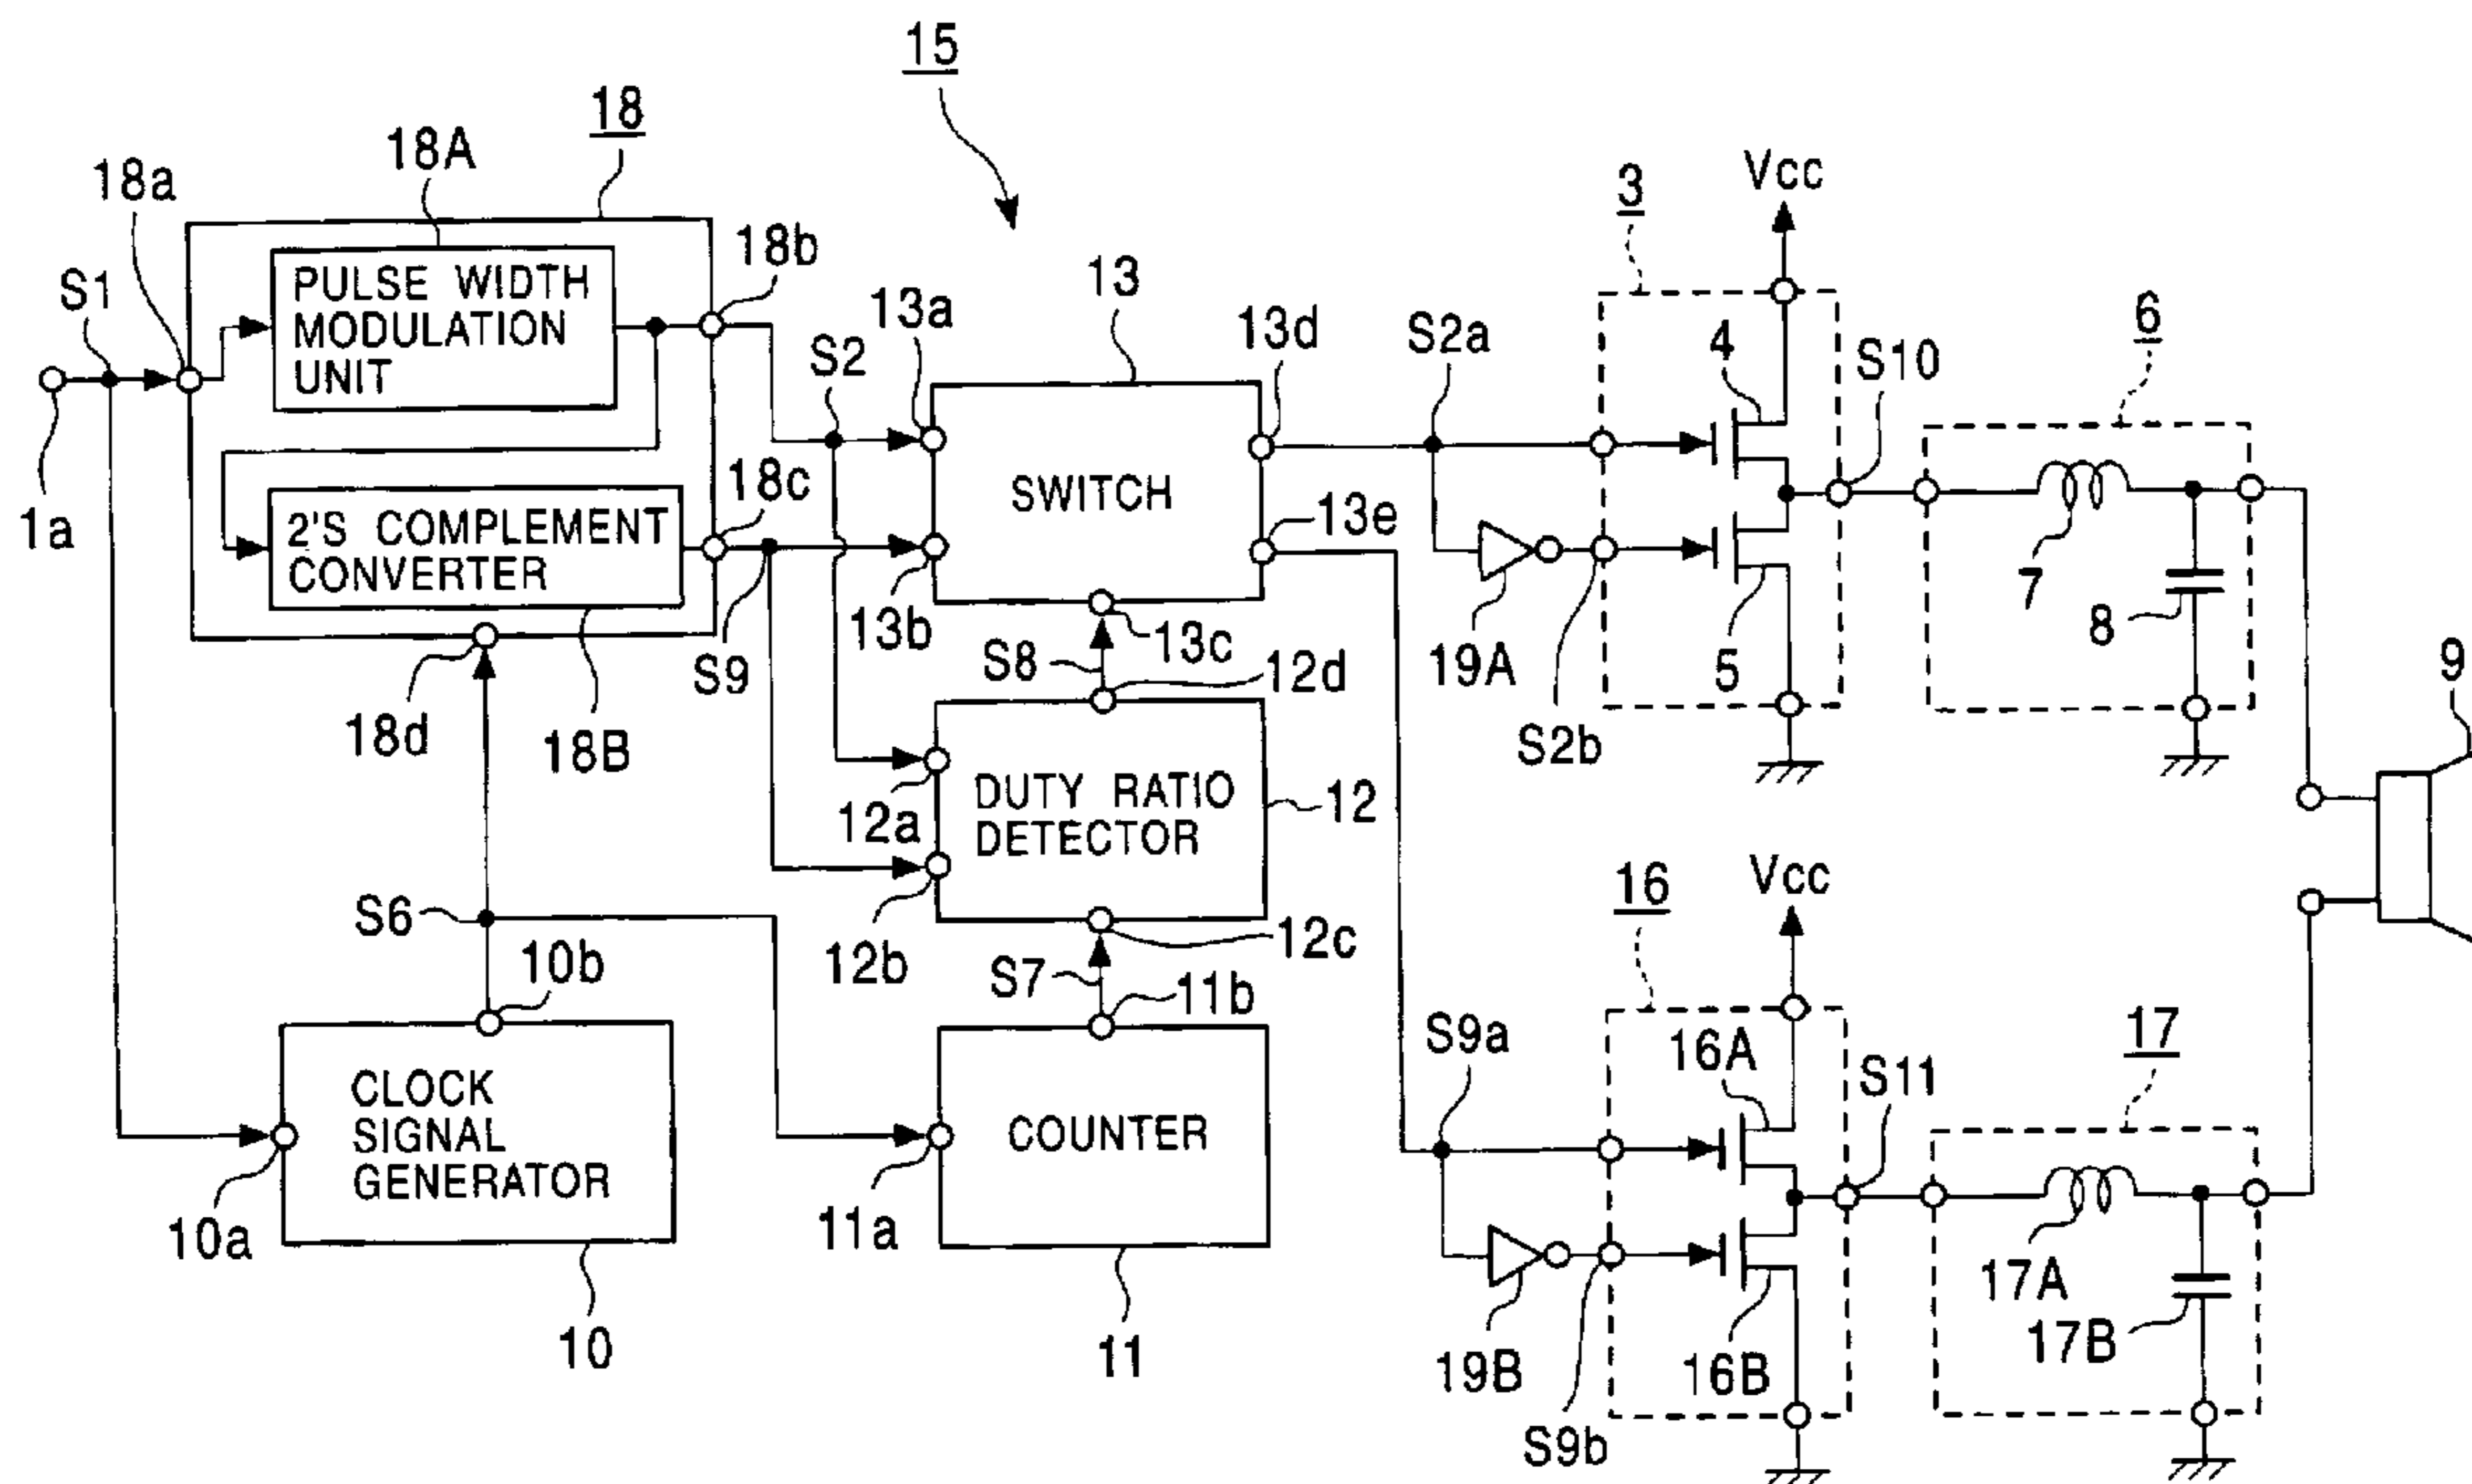 15
18
18A
18a
S1
1a
PULSE WIDTH
MODULATION
UNIT
18b
2'S COMPLEMENT
CONVERTER
18c
18d
18B
S2
S9
13
13a
13b
13c
13d
13e
SWITCH
S8
12d
DUTY RATIO
DETECTOR
12
12a
12b
12c
S7
11b
S6
10b
CLOCK
SIGNAL
GENERATOR
10a
10
COUNTER
11a
11
S2a
19A
S2b
3
Vcc
4
5
S10
6
7
8
9
16
Vcc
S9a
16A
S11
17
19B
16B
S9b
17A
17B